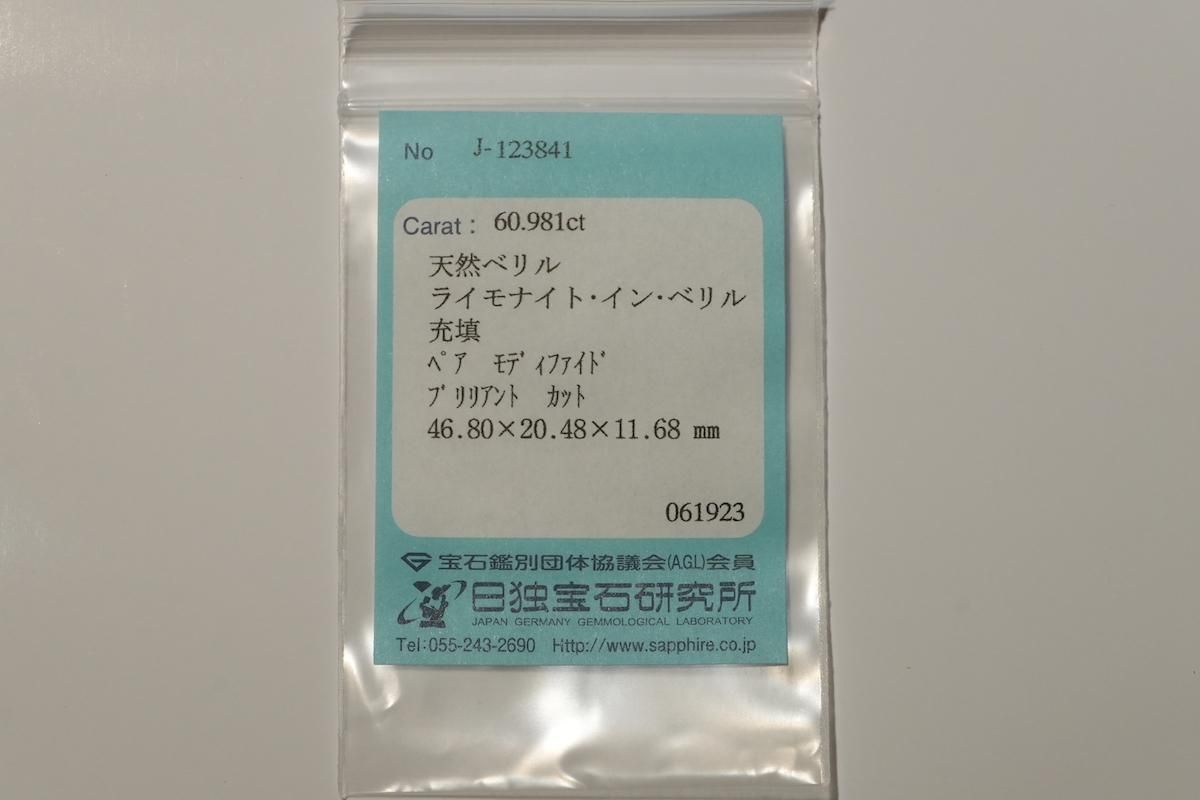 No J-123841
Carat : 60.981ct
天然ベリル
ライモナイト・イン・ベリル
充填
ﾍﾟｱ ﾓﾃﾞｨﾌｧｲﾄﾞ
ﾌﾞﾘﾘｱﾝﾄ ｶｯﾄ
46.80×20.48×11.68 mm
061923
宝石鑑別団体協議会(A.G.L)会員
日独宝石研究所
JAPAN GERMANY GEMMOLOGICAL LABORATORY
Tel:055-243-2690 Http://www.sapphire.co.jp